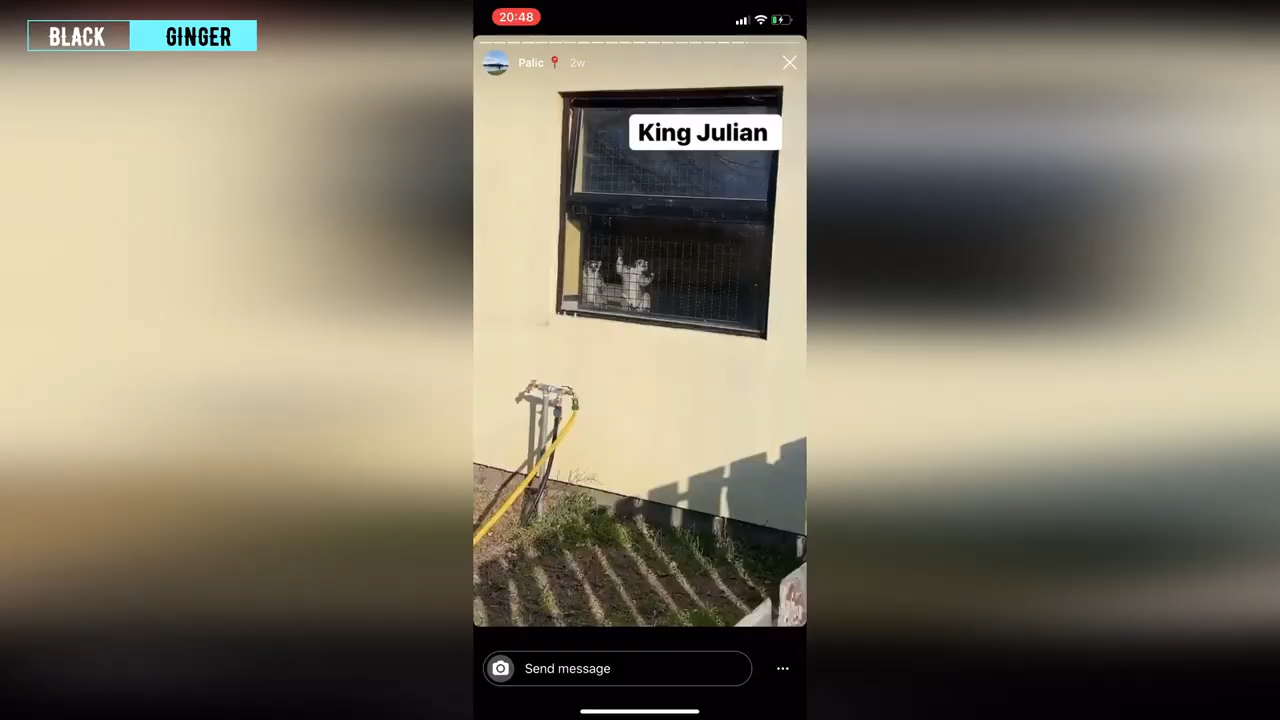 BLACK GINGER
20:48
Palic 📍 2w
King Julian
Send message